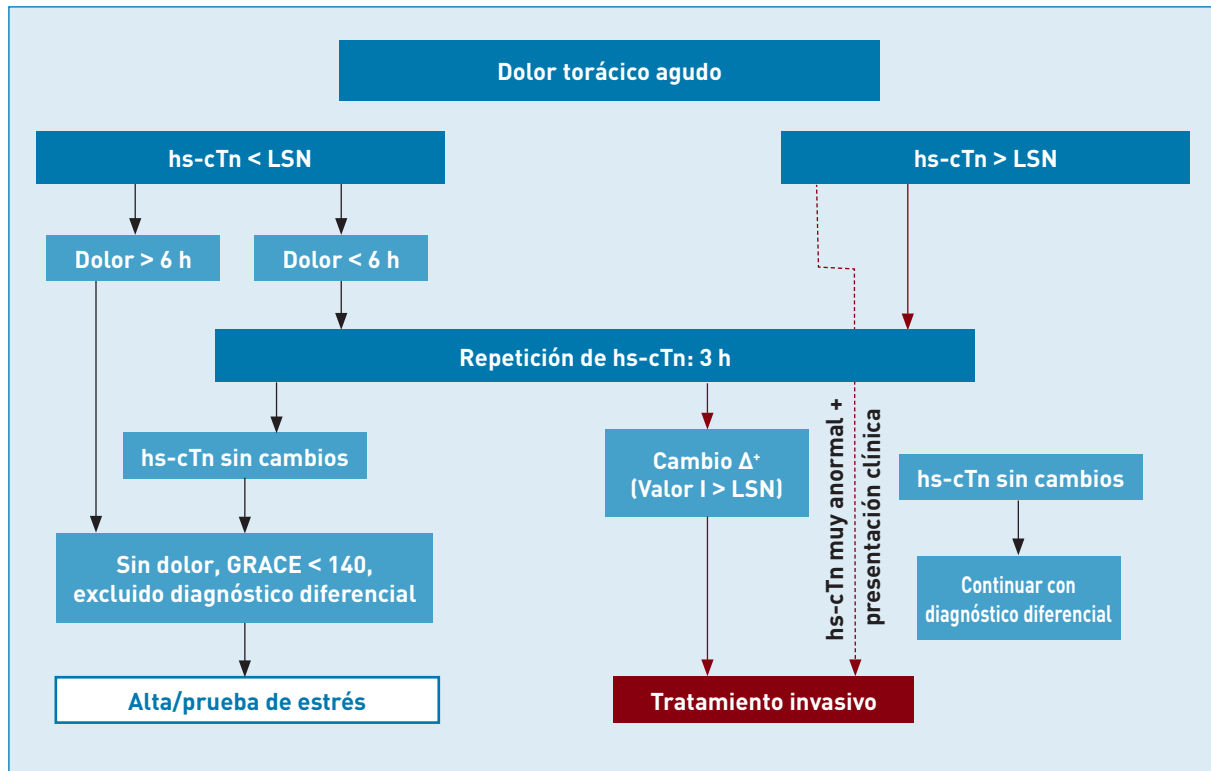 Dolor torácico agudo
hs-cTn < LSN
hs-cTn > LSN
Dolor > 6 h
Dolor < 6 h
Repetición de hs-cTn: 3 h
hs-cTn sin cambios
Cambio Δ⁺
(Valor I > LSN)
hs-cTn muy anormal +
presentación clínica
hs-cTn sin cambios
Sin dolor, GRACE < 140,
excluido diagnóstico diferencial
Continuar con
diagnóstico diferencial
Alta/prueba de estrés
Tratamiento invasivo